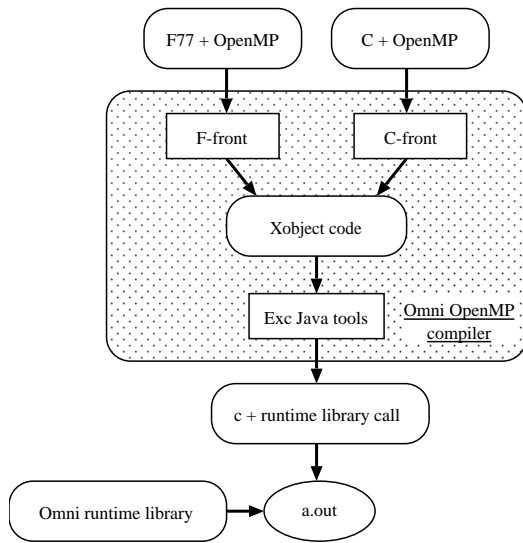 F77 + OpenMP
C + OpenMP
F-front
C-front
Xobject code
Exc Java tools
Omni OpenMP
compiler
c + runtime library call
Omni runtime library
a.out